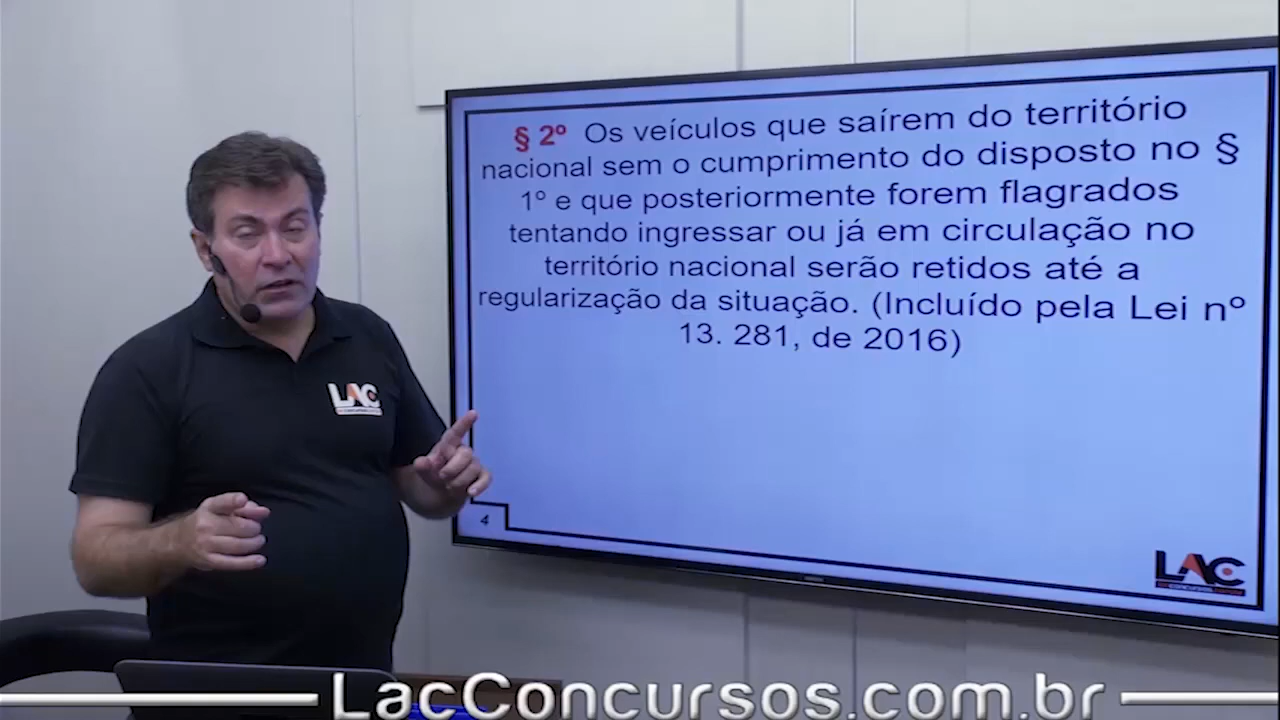 § 2º Os veículos que saírem do território
nacional sem o cumprimento do disposto no §
1º e que posteriormente forem flagrados
tentando ingressar ou já em circulação no
território nacional serão retidos até a
regularização da situação. (Incluído pela Lei nº
13. 281, de 2016)
LAC
4
LAC
LacConcursos.com.br